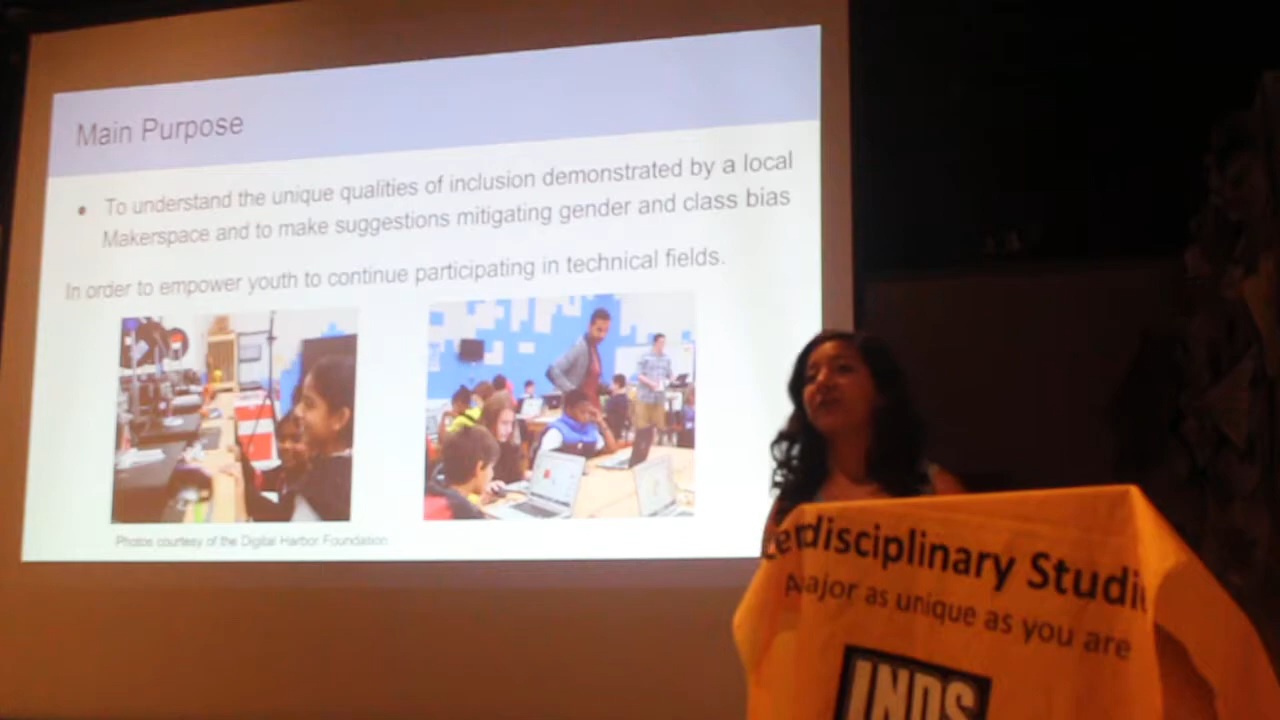 Main Purpose
• To understand the unique qualities of inclusion demonstrated by a local
Makerspace and to make suggestions mitigating gender and class bias
In order to empower youth to continue participating in technical fields.
Photos courtesy of the Digital Harbor Foundation
erdisciplinary Studi
A ajor as unique as you are
INDS